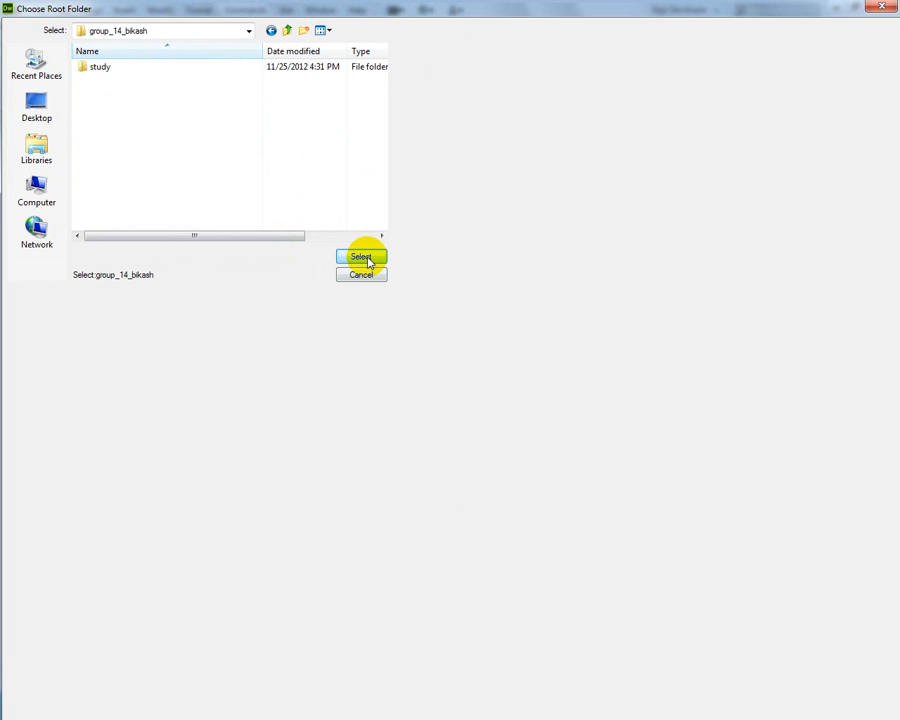 Dw Choose Root Folder
Select: group_14_bikash
Name Date modified Type
study 11/25/2012 4:31 PM File folder
Recent Places
Desktop
Libraries
Computer
Network
Select
Select:group_14_bikash
Cancel